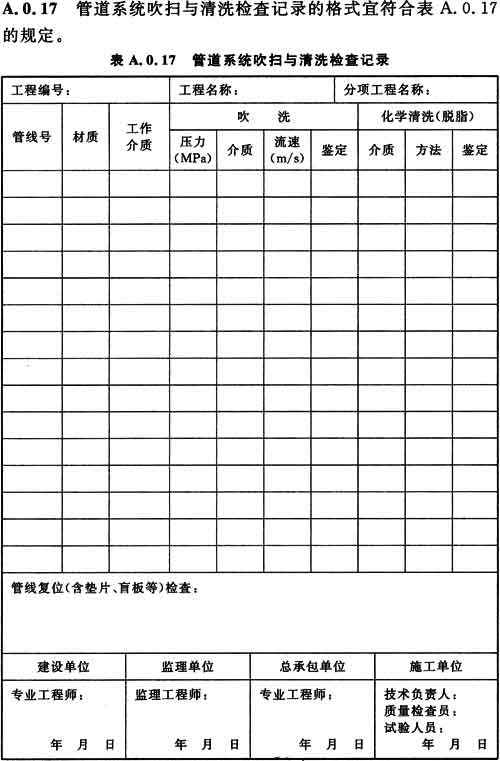 A.0.17 管道系统吹扫与清洗检查记录的格式宜符合表 A.0.17
的规定。
表 A.0.17 管道系统吹扫与清洗检查记录
工程编号： 工程名称： 分项工程名称：
管线号 材质 工作介质 吹 洗 化学清洗(脱脂)
压力(MPa) 介质 流速(m/s) 鉴定 介质 方法 鉴定
管线复位(含垫片、盲板等)检查：
建设单位 监理单位 总承包单位 施工单位
专业工程师： 监理工程师： 专业工程师： 技术负责人：
质量检查员：
试验人员：
年 月 日 年 月 日 年 月 日 年 月 日